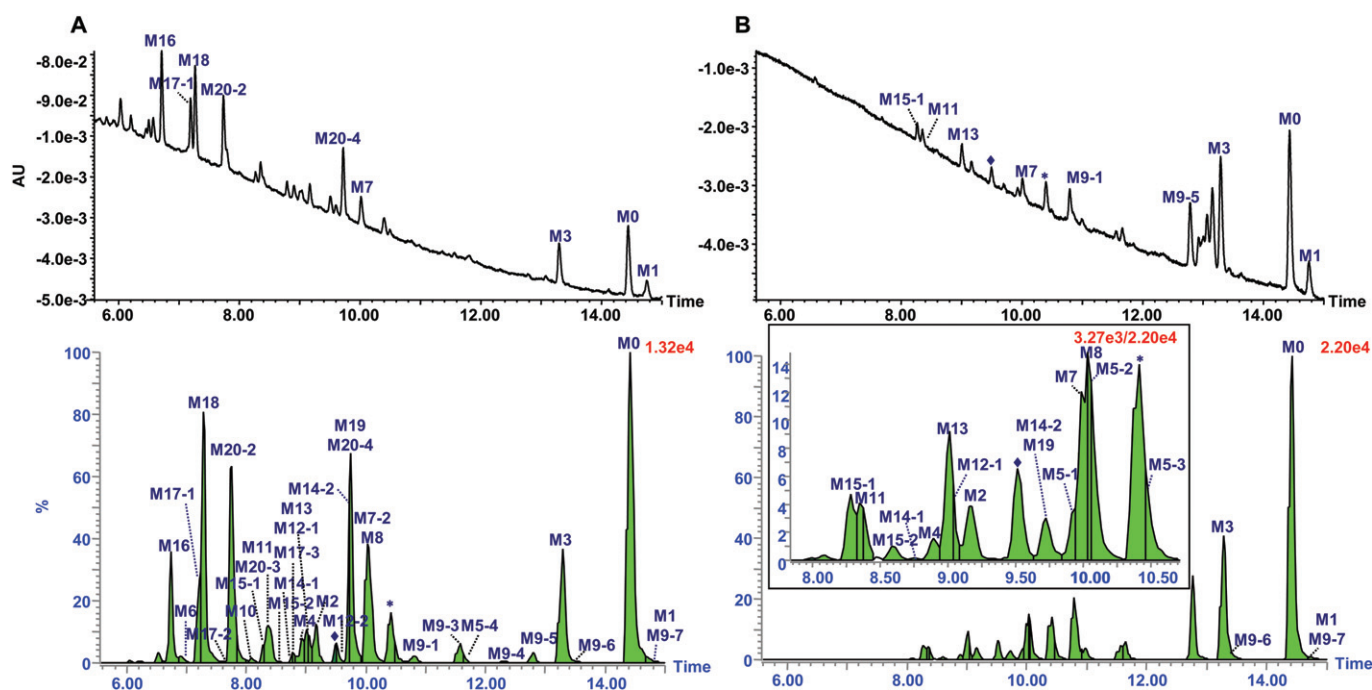 A
M16
M18
M17-1
M20-2
M20-4
M7
M3
M0
M1
AU
-8.0e-2
-9.0e-2
-1.0e-3
-2.0e-3
-3.0e-3
-4.0e-3
-5.0e-3
Time
6.00 8.00 10.00 12.00 14.00
B
-1.0e-3
-2.0e-3
-3.0e-3
-4.0e-3
M15-1
M11
M13
♦
M7
*
M9-1
M9-5
M3
M0
M1
Time
6.00 8.00 10.00 12.00 14.00
%
100
80
60
40
20
0
M0
1.32e4
M18
M19
M20-4
M20-2
M14-2
M13
M7-2
M17-1
M12-1
M8
M16
M11
M17-3
M20-3
M14-1
M3
M15-1
M15-2
M2
*
M6
M10
M4
M12-2
M17-2
♦
M9-1
M9-3
M5-4
M9-4
M9-5
M9-6
M1
M9-7
Time
6.00 8.00 10.00 12.00 14.00
100
80
60
40
20
0
3.27e3/2.20e4
14
12
10
8
6
4
2
0
M8
M7
M5-2
*
M13
M14-2
M19
M12-1
♦
M5-1
M5-3
M15-1
M11
M14-1
M2
M15-2
M4
8.00 8.50 9.00 9.50 10.00 10.50
M0
2.20e4
M3
M9-6
M1
M9-7
Time
6.00 8.00 10.00 12.00 14.00